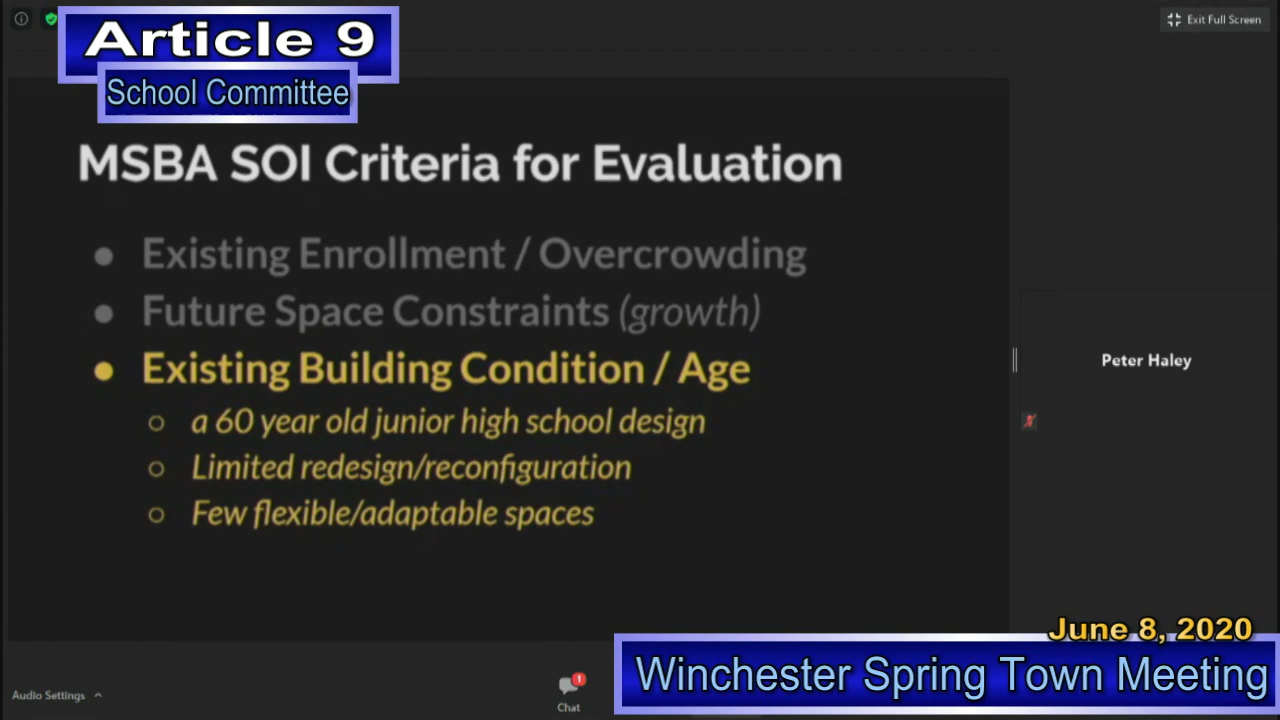 Article 9
School Committee
Exit Full Screen
MSBA SOI Criteria for Evaluation
● Existing Enrollment / Overcrowding
● Future Space Constraints (growth)
● Existing Building Condition / Age
○ a 60 year old junior high school design
○ Limited redesign/reconfiguration
○ Few flexible/adaptable spaces
Peter Haley
June 8, 2020
Winchester Spring Town Meeting
Audio Settings
1
Chat